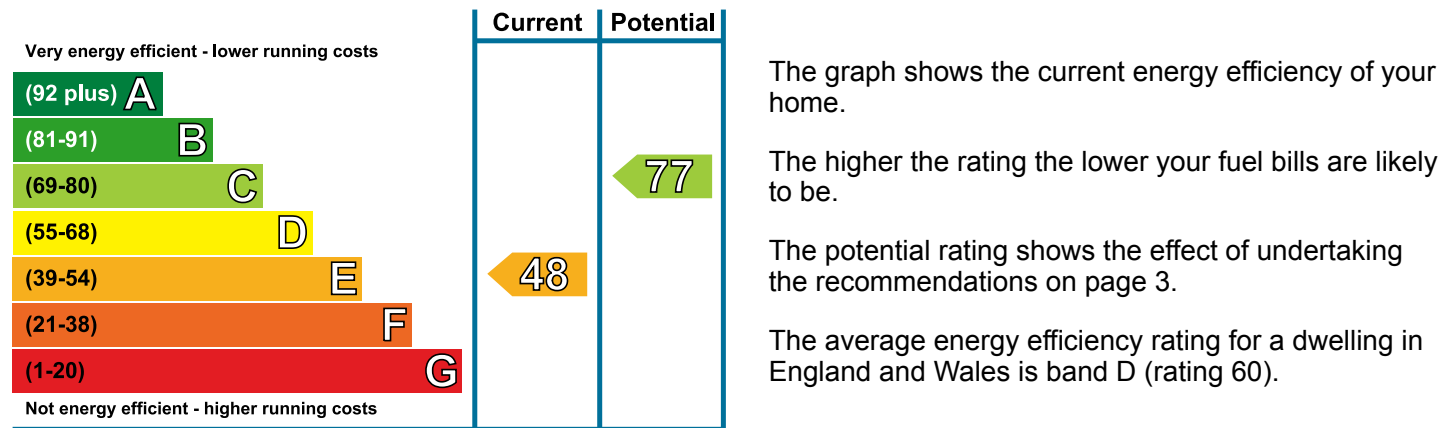 Current Potential
Very energy efficient - lower running costs
(92 plus) A
(81-91) B
(69-80) C
77
(55-68) D
(39-54) E
48
(21-38) F
(1-20) G
Not energy efficient - higher running costs
The graph shows the current energy efficiency of your
home.
The higher the rating the lower your fuel bills are likely
to be.
The potential rating shows the effect of undertaking
the recommendations on page 3.
The average energy efficiency rating for a dwelling in
England and Wales is band D (rating 60).